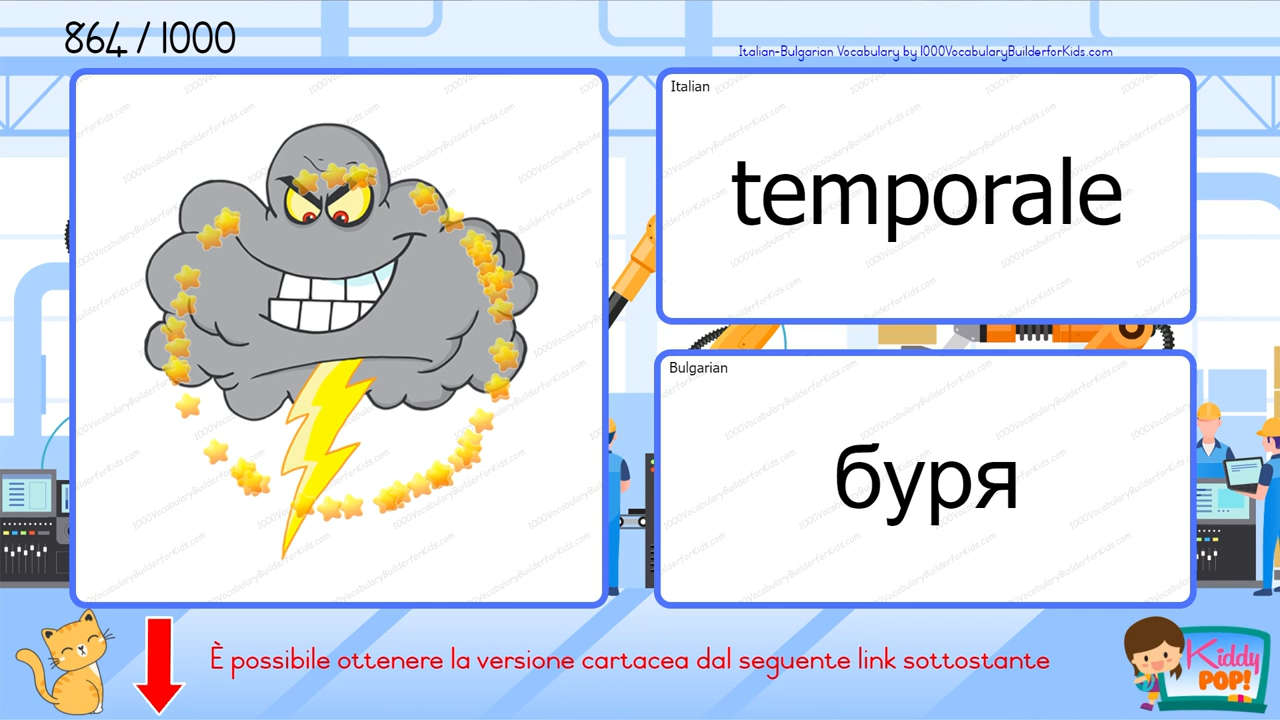 864 / 1000
Italian-Bulgarian Vocabulary by 1000VocabularyBuilderforKids.com
Italian
temporale
Bulgarian
буря
È possibile ottenere la versione cartacea dal seguente link sottostante
Kiddy
POP!